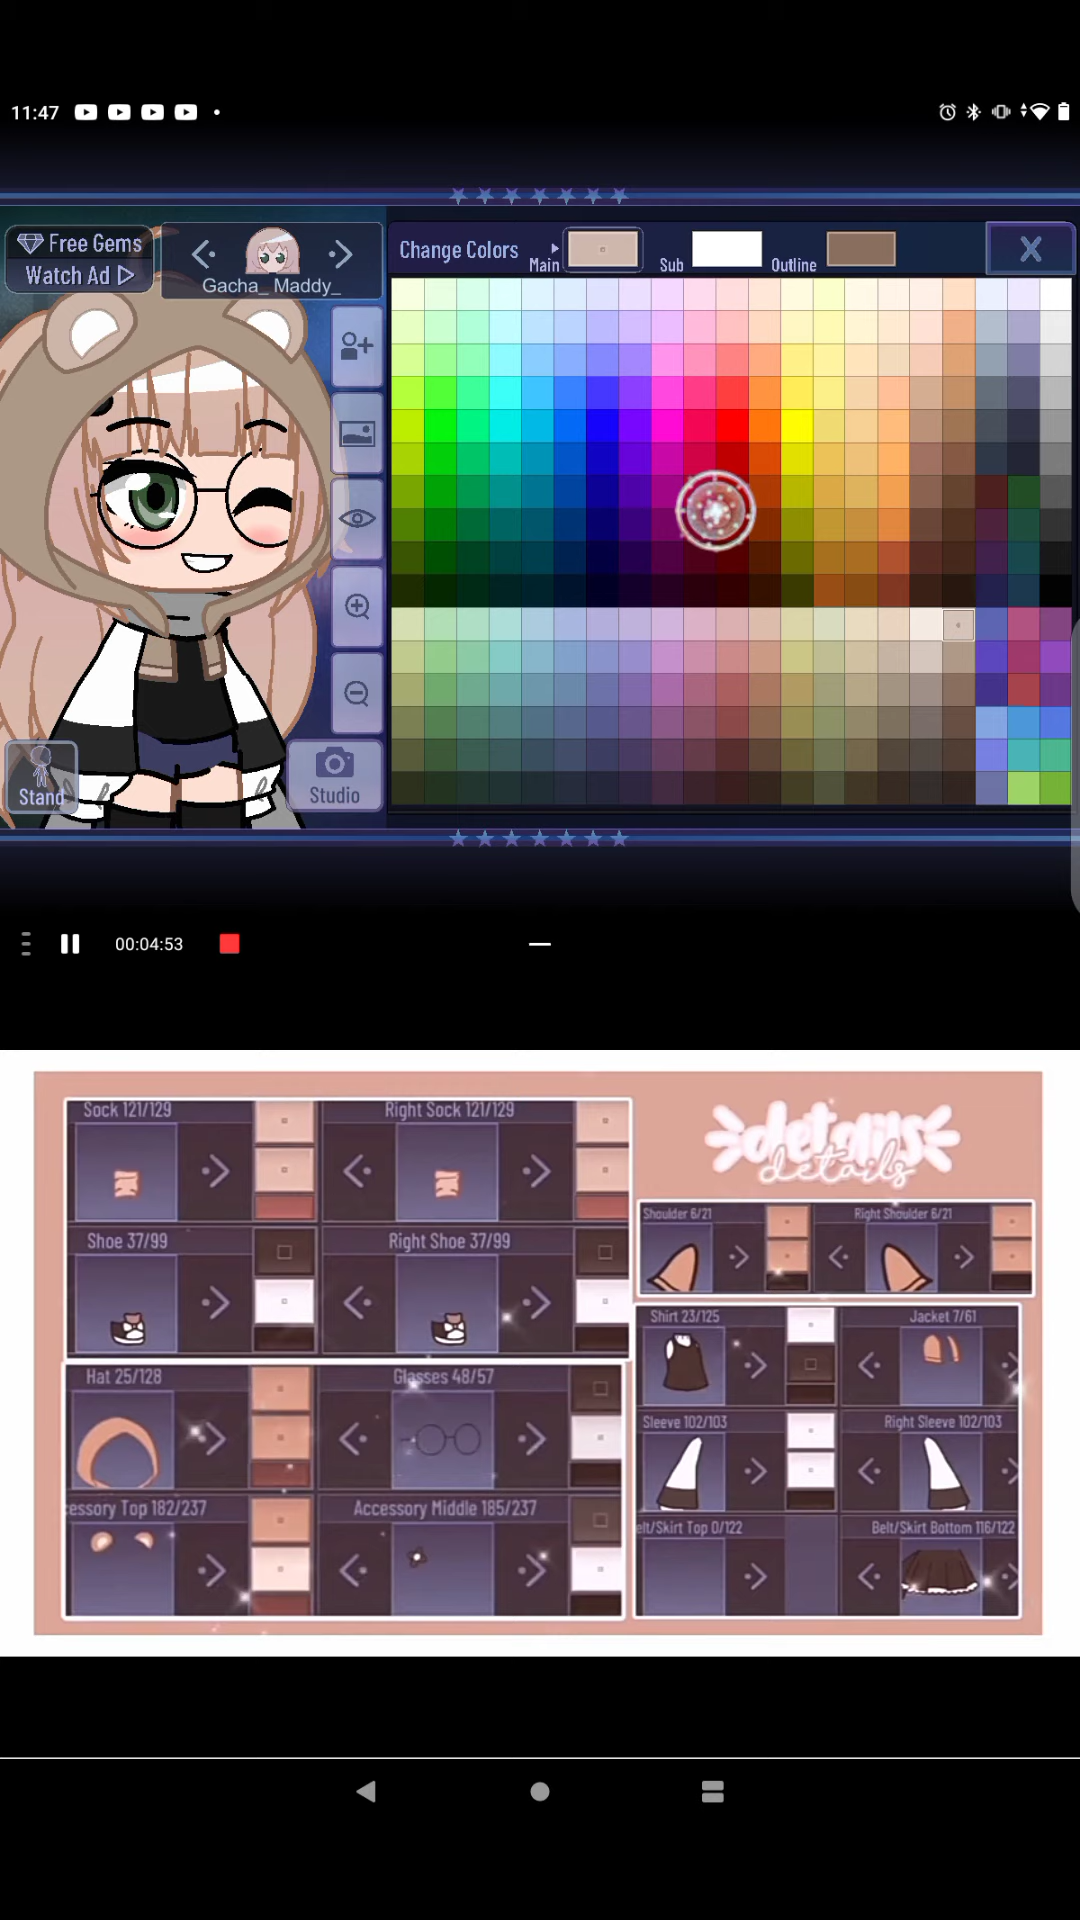 11:47
Free Gems
Watch Ad
Gacha_ Maddy_
Change Colors
Main
Sub
Outline
Stand
Studio
00:04:53
Sock 121/129
Right Sock 121/129
details
details
Shoulder 6/21
Right Shoulder 6/21
Shoe 37/99
Right Shoe 37/99
Shirt 23/125
Jacket 7/61
Hat 25/128
Glasses 48/57
Sleeve 102/103
Right Sleeve 102/103
essory Top 182/237
Accessory Middle 185/237
elt/Skirt Top 0/122
Belt/Skirt Bottom 116/122